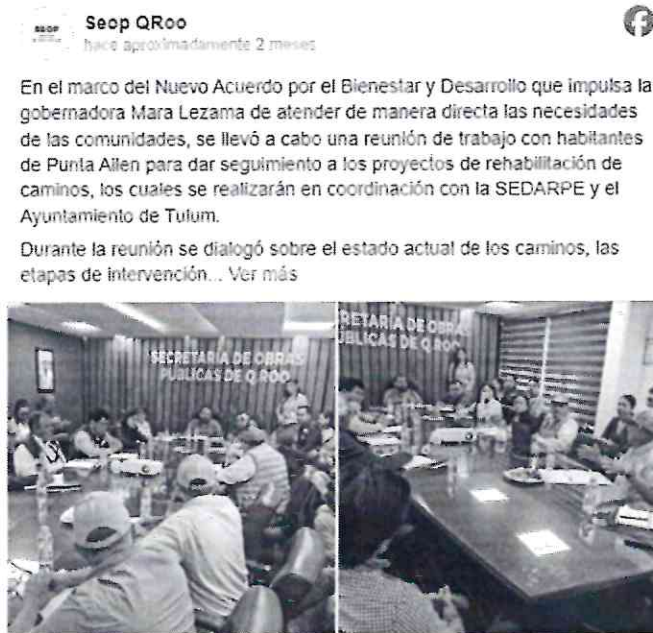 SEOP
Seop QRoo
hace aproximadamente 2 meses
En el marco del Nuevo Acuerdo por el Bienestar y Desarrollo que impulsa la
gobernadora Mara Lezama de atender de manera directa las necesidades
de las comunidades, se llevó a cabo una reunión de trabajo con habitantes
de Punta Allen para dar seguimiento a los proyectos de rehabilitación de
caminos, los cuales se realizarán en coordinación con la SEDARPE y el
Ayuntamiento de Tulum.
Durante la reunión se dialogó sobre el estado actual de los caminos, las
etapas de intervención... Ver más
SECRETARÍA DE OBRAS
PÚBLICAS DE Q.ROO
RETARÍA DE OBRA
ÚBLICAS DE Q.ROO